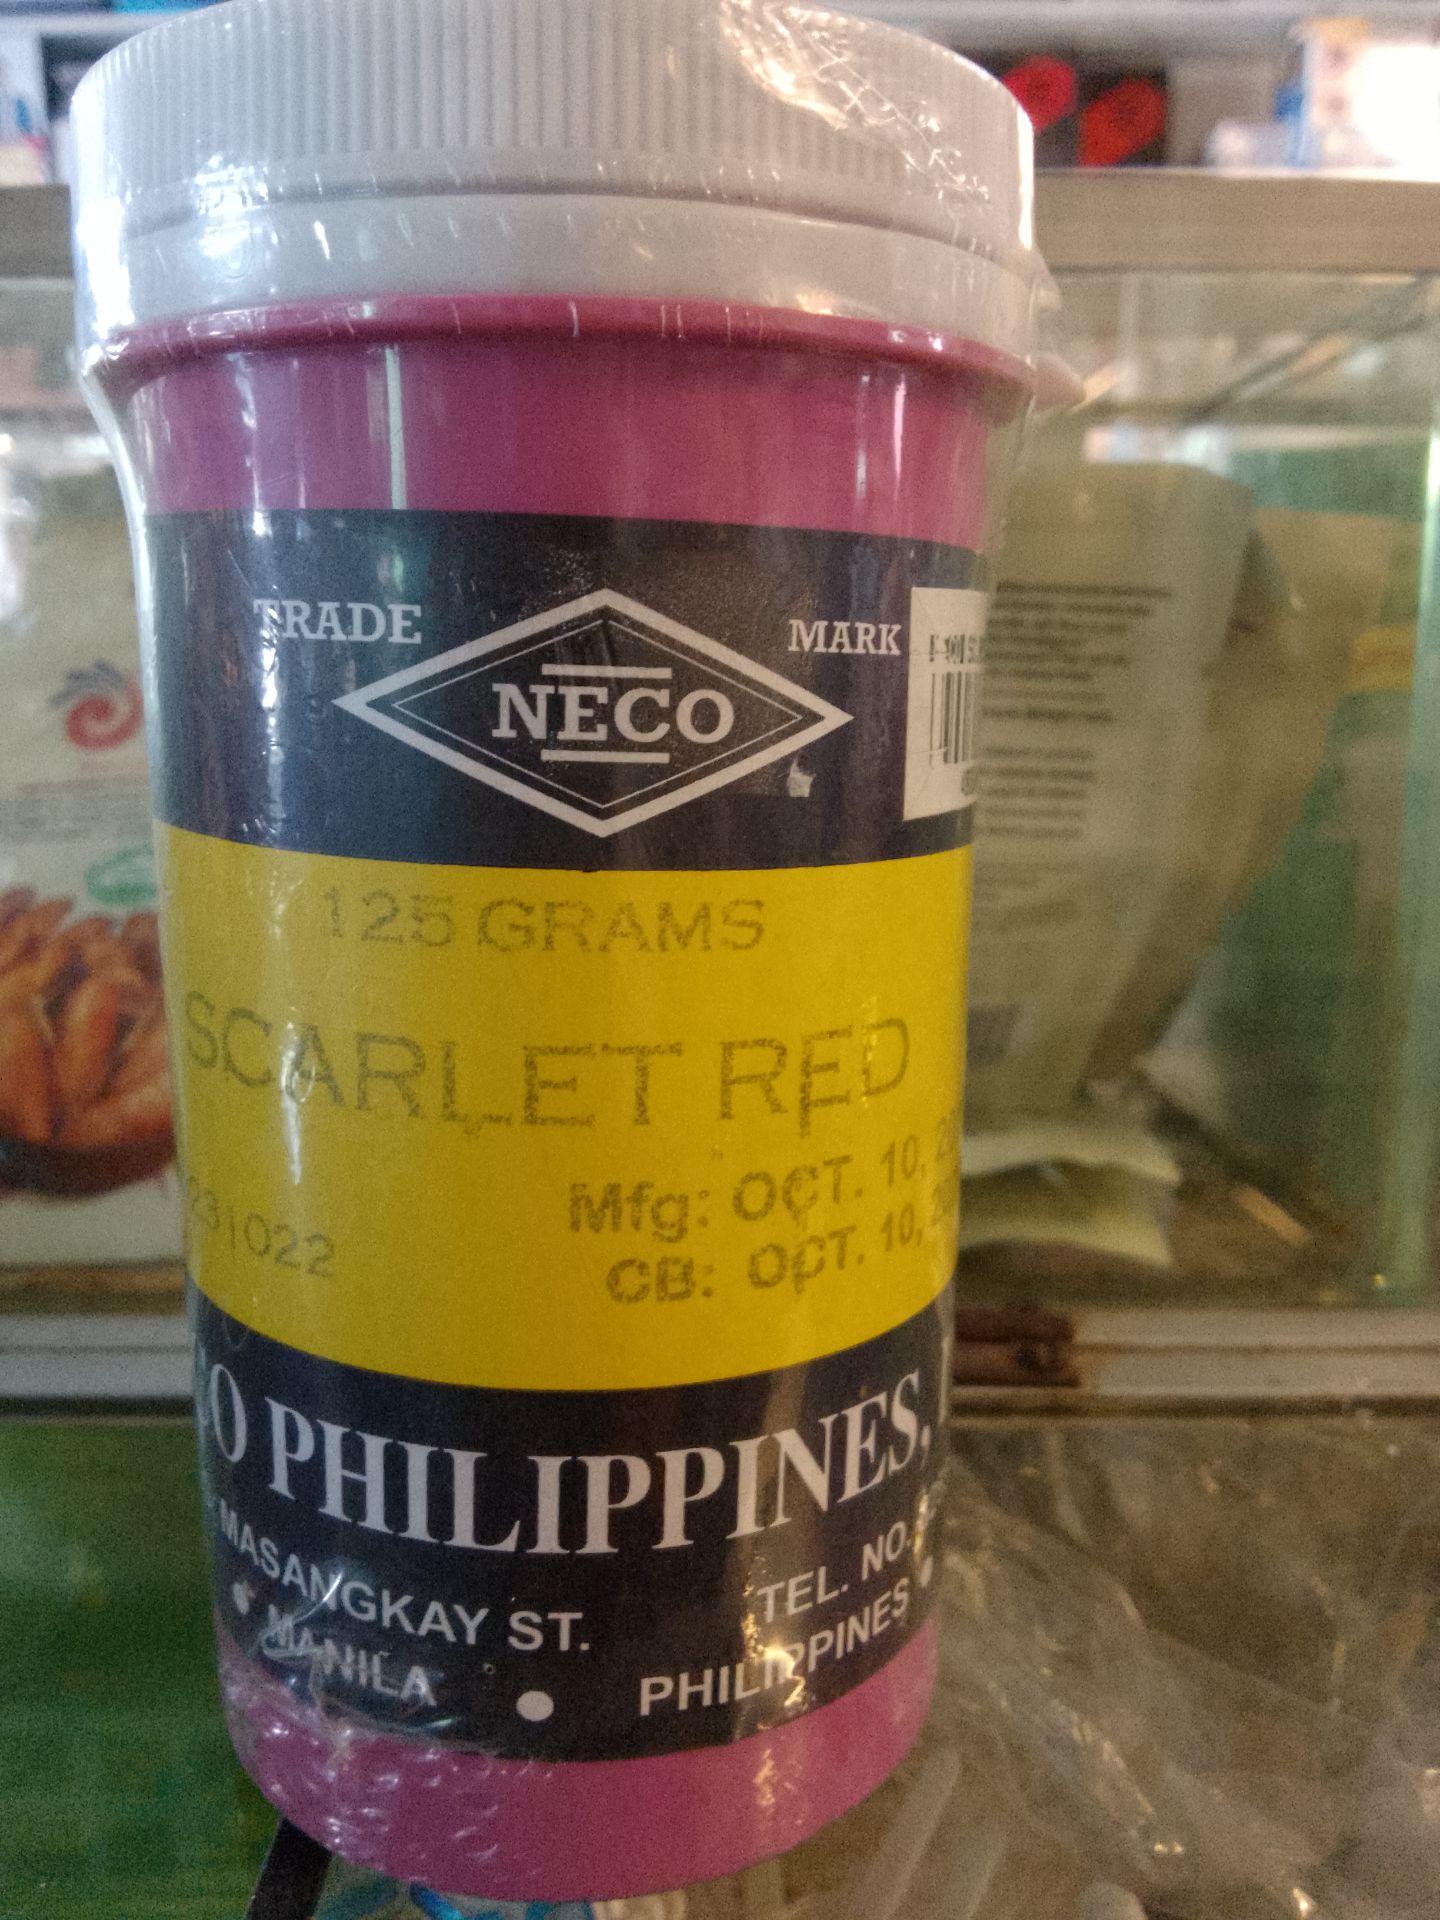 TRADE MARK
NECO
125 GRAMS
SCARLET RED
Mfg: OCT. 10,
231022
CB: OCT. 10,
PHILIPPINES,
MASANGKAY ST. TEL. NO.
MANILA • PHILIPPINES •